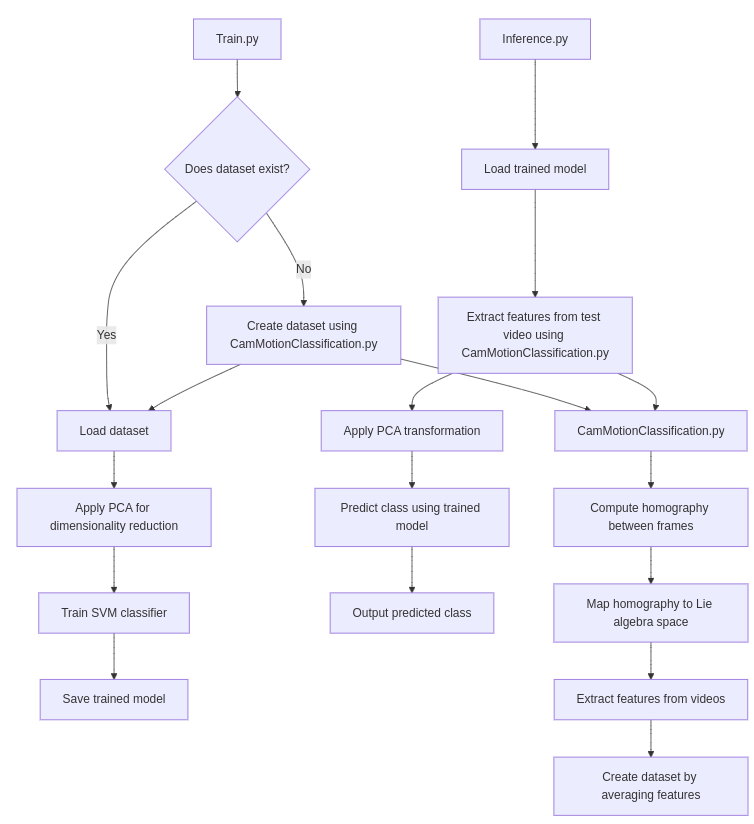 Train.py
Inference.py
Does dataset exist?
Load trained model
No
Yes
Create dataset using
CamMotionClassification.py
Extract features from test
video using
CamMotionClassification.py
Load dataset
Apply PCA transformation
CamMotionClassification.py
Apply PCA for
dimensionality reduction
Predict class using trained
model
Compute homography
between frames
Train SVM classifier
Output predicted class
Map homography to Lie
algebra space
Save trained model
Extract features from videos
Create dataset by
averaging features